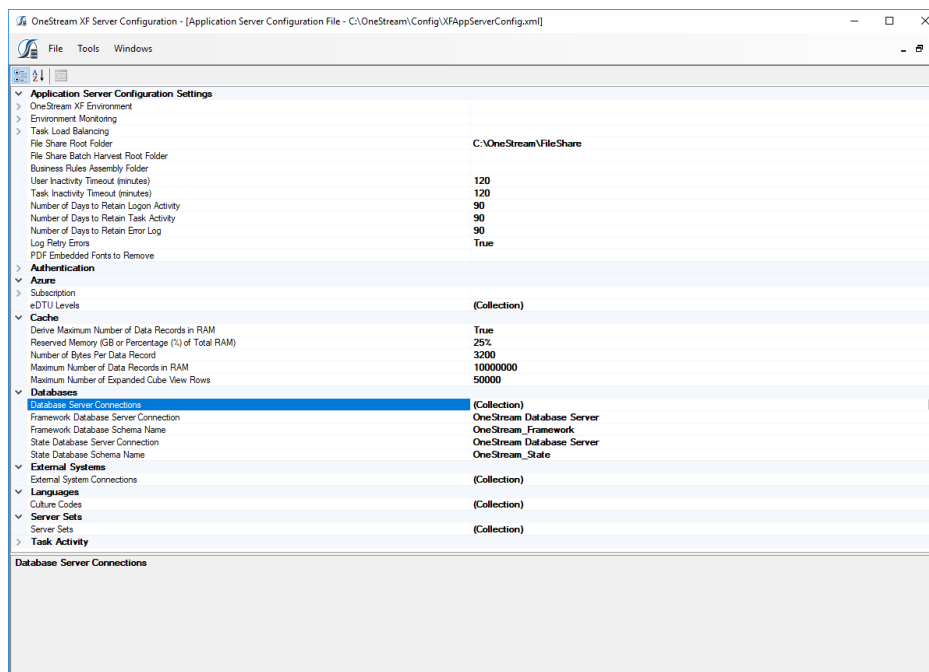 OneStream XF Server Configuration - [Application Server Configuration File - C:\OneStream\Config\XFAppServerConfig.xml]
File Tools Windows
Application Server Configuration Settings
OneStream XF Environment
Environment Monitoring
Task Load Balancing
File Share Root Folder C:\OneStream\FileShare
File Share Batch Harvest Root Folder
Business Rules Assembly Folder
User Inactivity Timeout (minutes) 120
Task Inactivity Timeout (minutes) 120
Number of Days to Retain Logon Activity 90
Number of Days to Retain Task Activity 90
Number of Days to Retain Error Log 90
Log Retry Errors True
PDF Embedded Fonts to Remove
Authentication
Azure
Subscription
eDTU Levels (Collection)
Cache
Derive Maximum Number of Data Records in RAM True
Reserved Memory (GB or Percentage (%) of Total RAM) 25%
Number of Bytes Per Data Record 3200
Maximum Number of Data Records in RAM 10000000
Maximum Number of Expanded Cube View Rows 50000
Databases
Database Server Connections (Collection)
Framework Database Server Connection OneStream Database Server
Framework Database Schema Name OneStream_Framework
State Database Server Connection OneStream Database Server
State Database Schema Name OneStream_State
External Systems
External System Connections (Collection)
Languages
Culture Codes (Collection)
Server Sets
Server Sets (Collection)
Task Activity
Database Server Connections